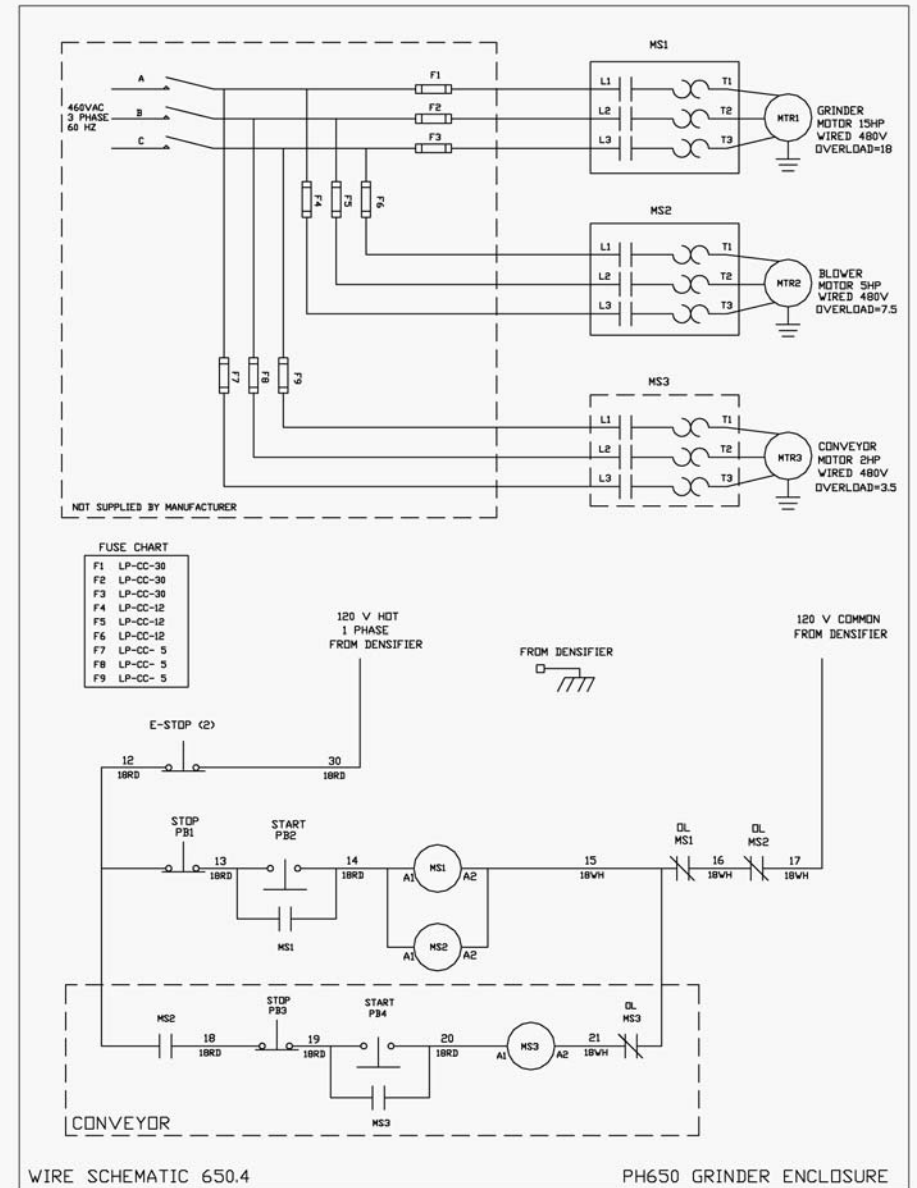 MS1
A
F1
L1
T1
460VAC
3 PHASE
60 HZ
B
F2
L2
T2
MTR1
GRINDER
MOTOR 15HP
WIRED 480V
OVERLOAD=18
C
F3
L3
T3
F4
F5
F6
MS2
L1
T1
L2
T2
MTR2
BLOWER
MOTOR 5HP
WIRED 480V
OVERLOAD=7.5
L3
T3
F7
F8
F9
MS3
L1
T1
L2
T2
MTR3
CONVEYOR
MOTOR 2HP
WIRED 480V
OVERLOAD=3.5
L3
T3
NOT SUPPLIED BY MANUFACTURER
FUSE CHART
F1 LP-CC-30
F2 LP-CC-30
F3 LP-CC-30
F4 LP-CC-12
F5 LP-CC-12
F6 LP-CC-12
F7 LP-CC- 5
F8 LP-CC- 5
F9 LP-CC- 5
120 V HOT
1 PHASE
FROM DENSIFIER
FROM DENSIFIER
120 V COMMON
FROM DENSIFIER
E-STOP (2)
12
18RD
30
18RD
STOP
PB1
13
18RD
START
PB2
14
18RD
MS1
A1
MS1
A2
A1
MS2
A2
15
18WH
OL
MS1
16
18WH
OL
MS2
17
18WH
MS2
18
18RD
STOP
PB3
19
18RD
START
PB4
20
18RD
MS3
A1
MS3
A2
21
18WH
OL
MS3
CONVEYOR
WIRE SCHEMATIC 650.4
PH650 GRINDER ENCLOSURE